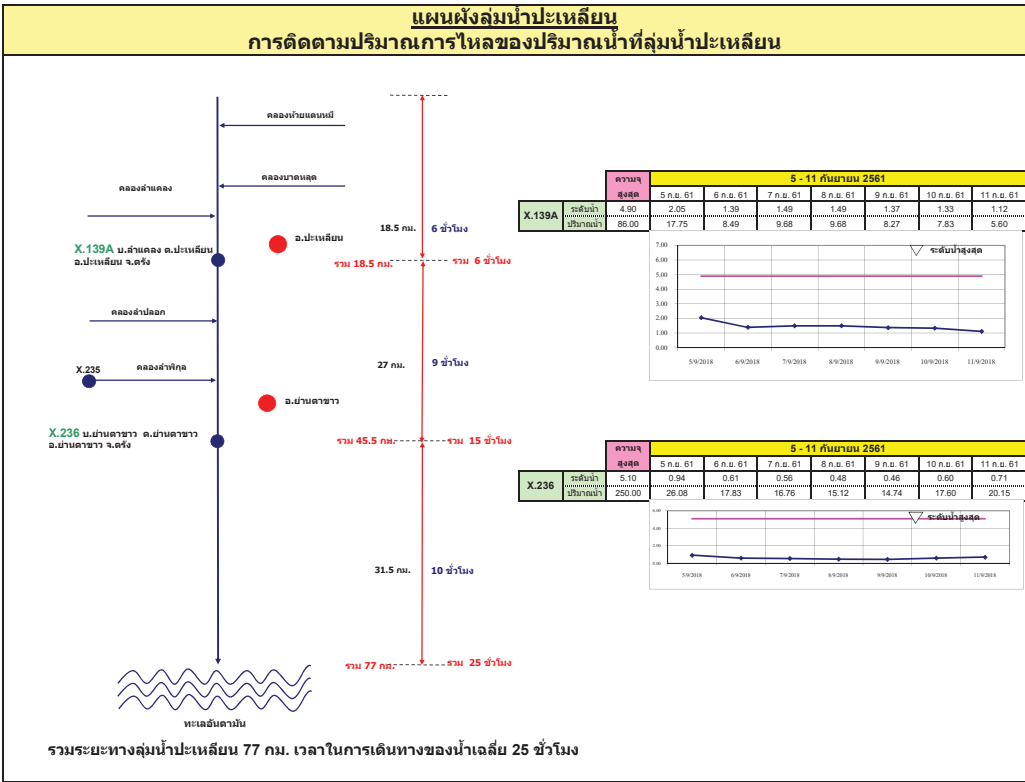 แผนผังลุ่มน้ำปะเหลียน
การติดตามปริมาณการไหลของปริมาณน้ำที่ลุ่มน้ำปะเหลียน
คลองห้วยแดนหมี
คลองบาดหลุด
คลองลำแคลง
18.5 กม. 6 ชั่วโมง
อ.ปะเหลียน
X.139A บ.ลำแคลง ต.ปะเหลียน
อ.ปะเหลียน จ.ตรัง
รวม 18.5 กม. รวม 6 ชั่วโมง
คลองลำปลอก
X.235 คลองลำพิกุล
27 กม. 9 ชั่วโมง
อ.ย่านตาขาว
X.236 บ.ย่านตาขาว ต.ย่านตาขาว
อ.ย่านตาขาว จ.ตรัง
รวม 45.5 กม. รวม 15 ชั่วโมง
31.5 กม. 10 ชั่วโมง
รวม 77 กม. รวม 25 ชั่วโมง
ทะเลอันดามัน
รวมระยะทางลุ่มน้ำปะเหลียน 77 กม. เวลาในการเดินทางของน้ำเฉลี่ย 25 ชั่วโมง
ความจุ 5 - 11 กันยายน 2561
สูงสุด 5 ก.ย. 61 6 ก.ย. 61 7 ก.ย. 61 8 ก.ย. 61 9 ก.ย. 61 10 ก.ย. 61 11 ก.ย. 61
X.139A ระดับน้ำ 4.90 2.05 1.39 1.49 1.49 1.37 1.33 1.12
ปริมาณน้ำ 86.00 17.75 8.49 9.68 9.68 8.27 7.83 5.60
ระดับน้ำสูงสุด
7.00
6.00
5.00
4.00
3.00
2.00
1.00
0.00
5/9/2018 6/9/2018 7/9/2018 8/9/2018 9/9/2018 10/9/2018 11/9/2018
ความจุ 5 - 11 กันยายน 2561
สูงสุด 5 ก.ย. 61 6 ก.ย. 61 7 ก.ย. 61 8 ก.ย. 61 9 ก.ย. 61 10 ก.ย. 61 11 ก.ย. 61
X.236 ระดับน้ำ 5.10 0.94 0.61 0.56 0.48 0.46 0.60 0.71
ปริมาณน้ำ 250.00 26.08 17.83 16.76 15.12 14.74 17.60 20.15
ระดับน้ำสูงสุด
6.00
4.00
2.00
0.00
5/9/2018 6/9/2018 7/9/2018 8/9/2018 9/9/2018 10/9/2018 11/9/2018